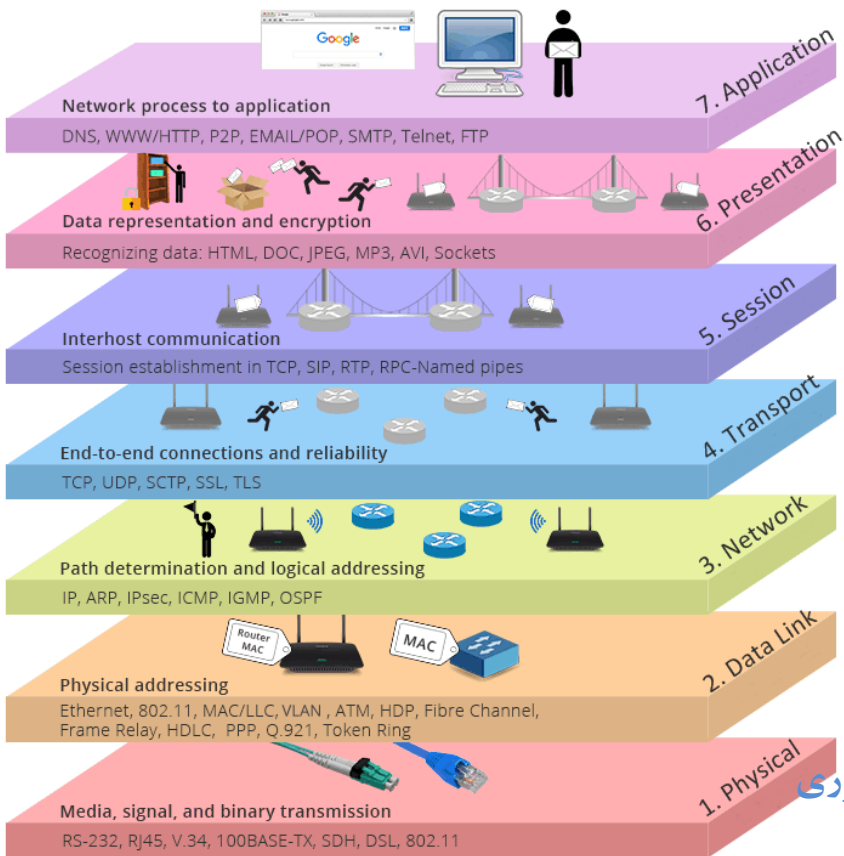 Google
7. Application
Network process to application
DNS, WWW/HTTP, P2P, EMAIL/POP, SMTP, Telnet, FTP
6. Presentation
Data representation and encryption
Recognizing data: HTML, DOC, JPEG, MP3, AVI, Sockets
5. Session
Interhost communication
Session establishment in TCP, SIP, RTP, RPC-Named pipes
4. Transport
End-to-end connections and reliability
TCP, UDP, SCTP, SSL, TLS
3. Network
Path determination and logical addressing
IP, ARP, IPsec, ICMP, IGMP, OSPF
Router
MAC
MAC
2. Data Link
Physical addressing
Ethernet, 802.11, MAC/LLC, VLAN , ATM, HDP, Fibre Channel,
Frame Relay, HDLC, PPP, Q.921, Token Ring
1. Physical
Media, signal, and binary transmission
RS-232, RJ45, V.34, 100BASE-TX, SDH, DSL, 802.11